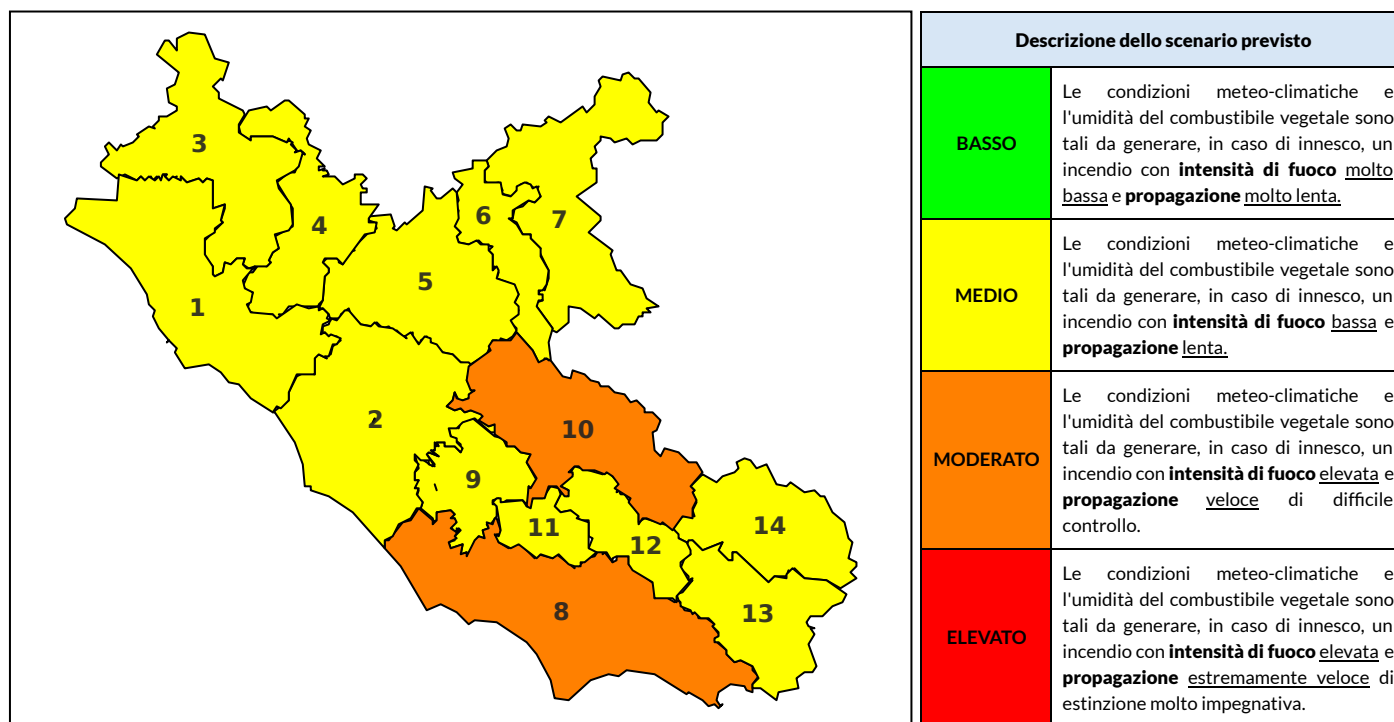 3
4
6
7
5
1
2
10
9
11
12
14
8
13
Descrizione dello scenario previsto
BASSO
Le condizioni meteo-climatiche e
l'umidità del combustibile vegetale sono
tali da generare, in caso di innesco, un
incendio con intensità di fuoco molto
bassa e propagazione molto lenta.
MEDIO
Le condizioni meteo-climatiche e
l'umidità del combustibile vegetale sono
tali da generare, in caso di innesco, un
incendio con intensità di fuoco bassa e
propagazione lenta.
MODERATO
Le condizioni meteo-climatiche e
l'umidità del combustibile vegetale sono
tali da generare, in caso di innesco, un
incendio con intensità di fuoco elevata e
propagazione veloce di difficile
controllo.
ELEVATO
Le condizioni meteo-climatiche e
l'umidità del combustibile vegetale sono
tali da generare, in caso di innesco, un
incendio con intensità di fuoco elevata e
propagazione estremamente veloce di
estinzione molto impegnativa.